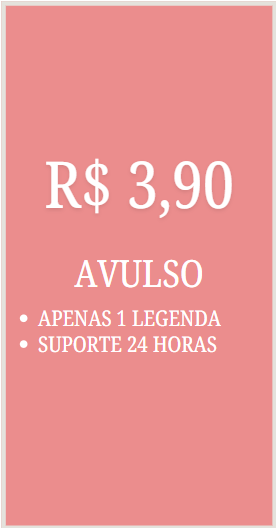 R$ 3,90
AVULSO
• APENAS 1 LEGENDA
• SUPORTE 24 HORAS